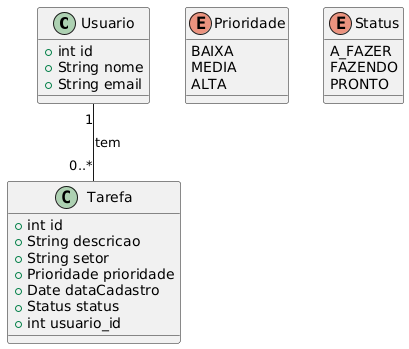 C Usuario
int id
String nome
String email
E Prioridade
BAIXA
MEDIA
ALTA
E Status
A_FAZER
FAZENDO
PRONTO
1
tem
0..*
C Tarefa
int id
String descricao
String setor
Prioridade prioridade
Date dataCadastro
Status status
int usuario_id